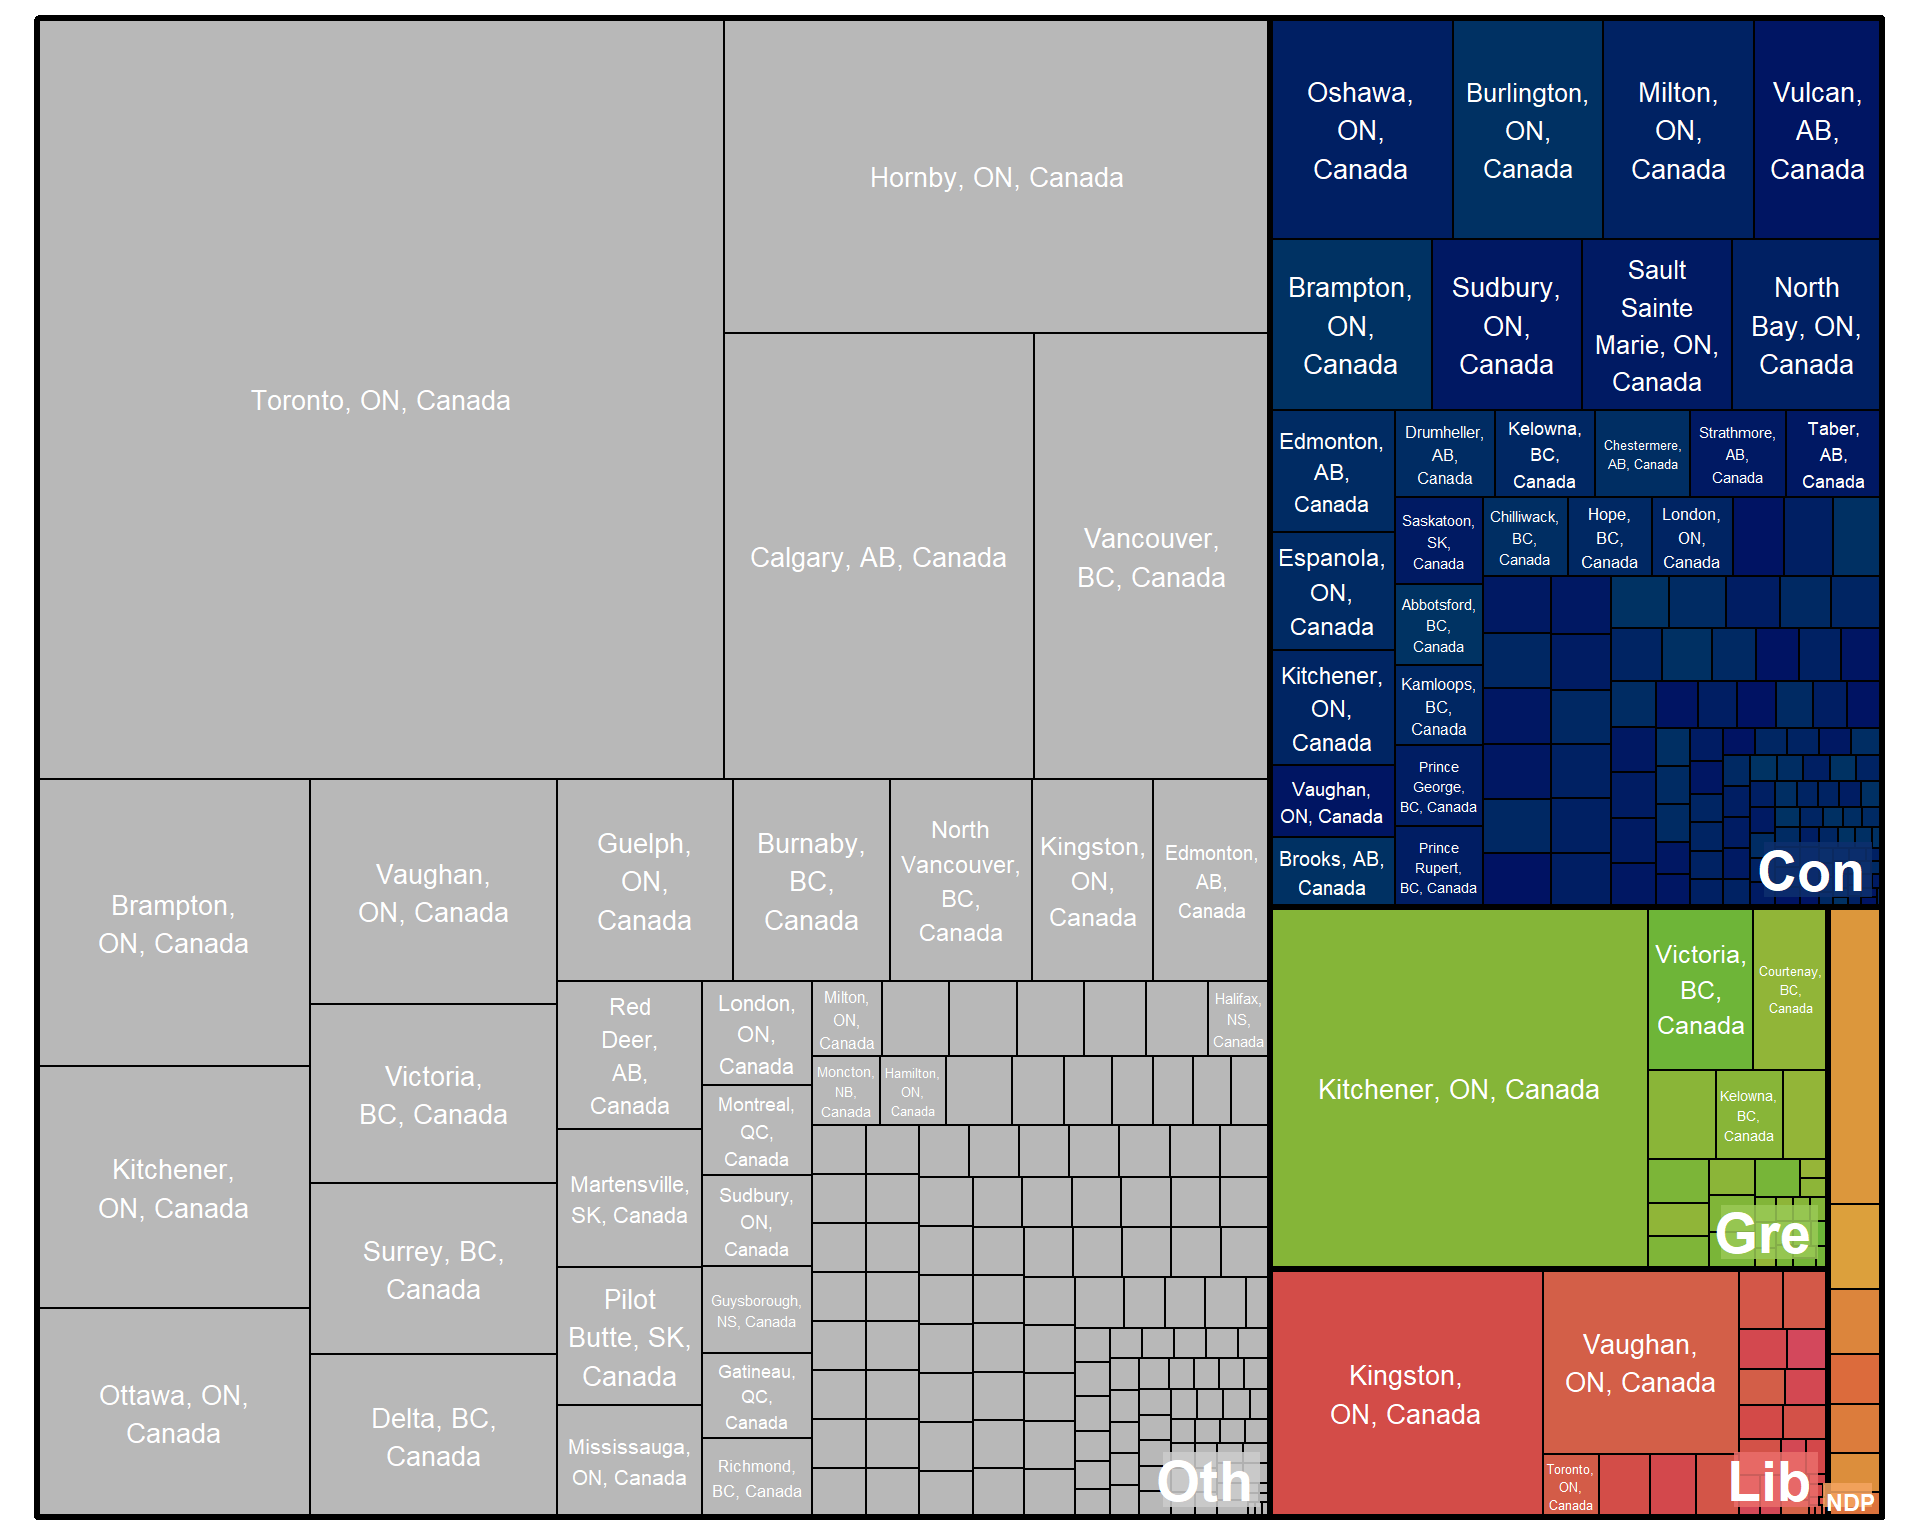 Toronto, ON, Canada
Hornby, ON, Canada
Calgary, AB, Canada
Vancouver,
BC, Canada
Brampton,
ON, Canada
Kitchener,
ON, Canada
Ottawa, ON,
Canada
Vaughan,
ON, Canada
Victoria,
BC, Canada
Surrey, BC,
Canada
Delta, BC,
Canada
Guelph,
ON,
Canada
Burnaby,
BC,
Canada
North
Vancouver,
BC,
Canada
Kingston,
ON,
Canada
Edmonton,
AB,
Canada
Red
Deer,
AB,
Canada
Martensville,
SK, Canada
Pilot
Butte, SK,
Canada
Mississauga,
ON, Canada
London,
ON,
Canada
Montreal,
QC,
Canada
Sudbury,
ON,
Canada
Guysborough,
NS, Canada
Gatineau,
QC,
Canada
Richmond,
BC, Canada
Milton,
ON,
Canada
Halifax,
NS,
Canada
Moncton,
NB,
Canada
Hamilton,
ON,
Canada
Oth
Oshawa,
ON,
Canada
Burlington,
ON,
Canada
Milton,
ON,
Canada
Vulcan,
AB,
Canada
Brampton,
ON,
Canada
Sudbury,
ON,
Canada
Sault
Sainte
Marie, ON,
Canada
North
Bay, ON,
Canada
Edmonton,
AB,
Canada
Espanola,
ON,
Canada
Kitchener,
ON,
Canada
Vaughan,
ON, Canada
Brooks, AB,
Canada
Drumheller,
AB,
Canada
Kelowna,
BC,
Canada
Chestermere,
AB, Canada
Strathmore,
AB,
Canada
Taber,
AB,
Canada
Saskatoon,
SK,
Canada
Abbotsford,
BC,
Canada
Kamloops,
BC,
Canada
Prince
George,
BC, Canada
Prince
Rupert,
BC, Canada
Chilliwack,
BC,
Canada
Hope,
BC,
Canada
London,
ON,
Canada
Con
Kitchener, ON, Canada
Victoria,
BC,
Canada
Courtenay,
BC,
Canada
Kelowna,
BC,
Canada
Gre
Kingston,
ON, Canada
Vaughan,
ON, Canada
Toronto,
ON,
Canada
Lib
NDP